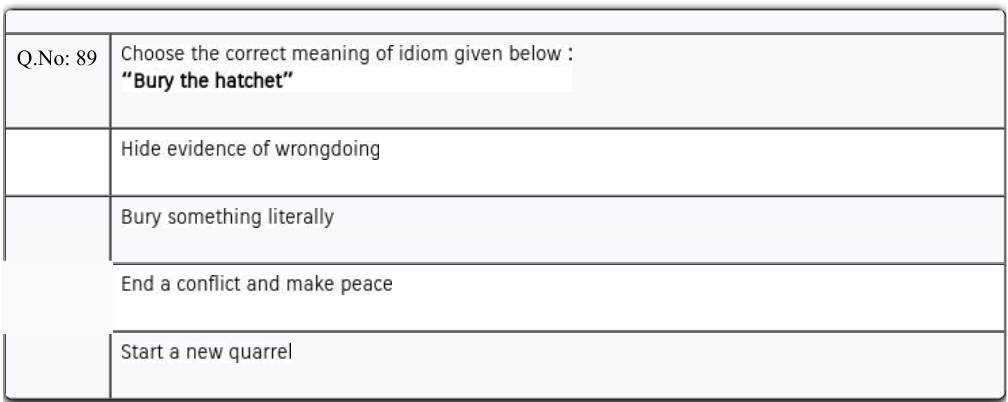 Q.No: 89
Choose the correct meaning of idiom given below :
“Bury the hatchet”
Hide evidence of wrongdoing
Bury something literally
End a conflict and make peace
Start a new quarrel